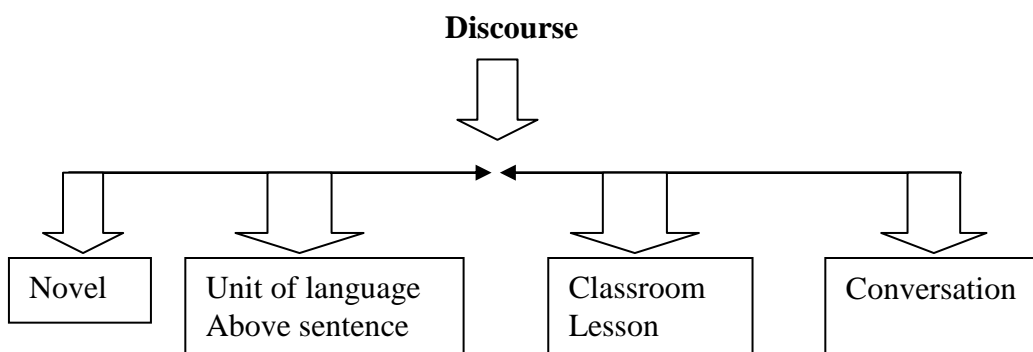 Discourse
Novel
Unit of language
Above sentence
Classroom
Lesson
Conversation